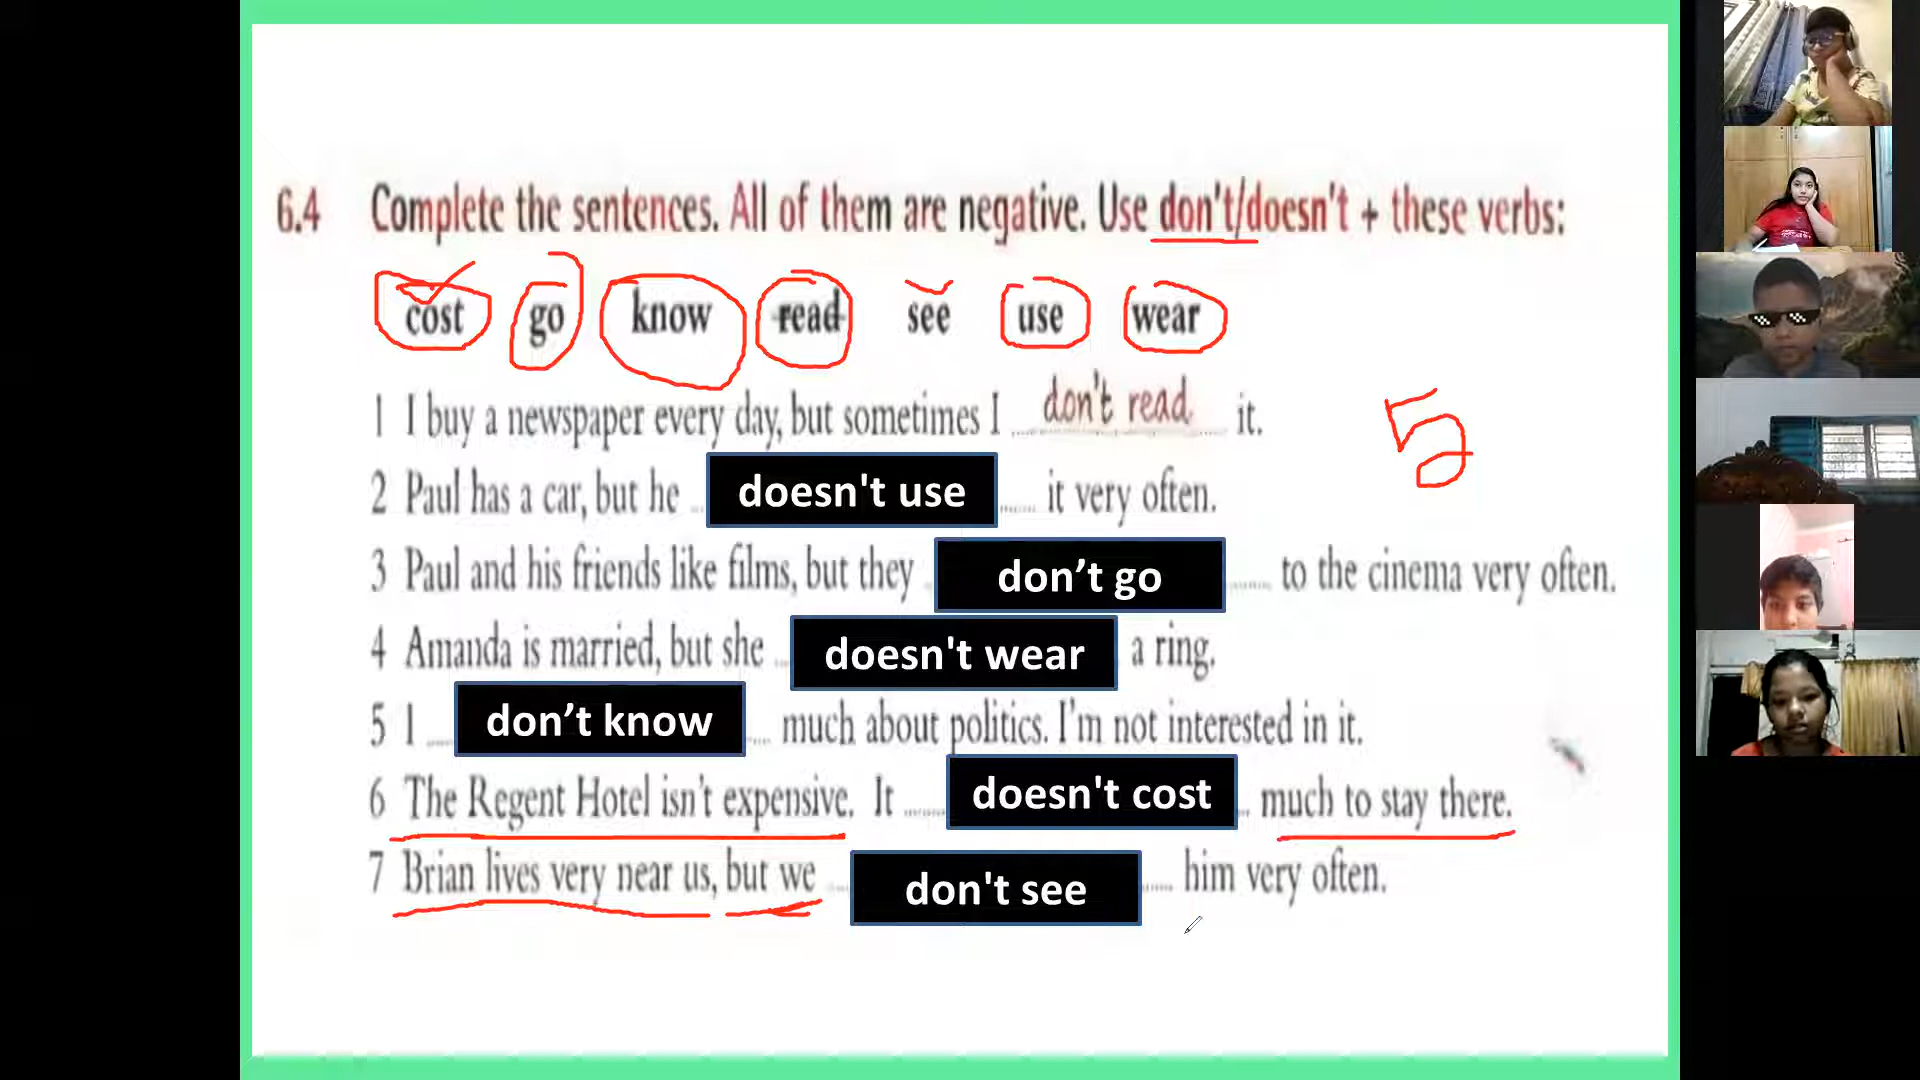 6.4 Complete the sentences. All of them are negative. Use don't/doesn't + these verbs:
cost go know read see use wear
1 I buy a newspaper every day, but sometimes I don't read it.
2 Paul has a car, but he doesn't use it very often.
3 Paul and his friends like films, but they don’t go to the cinema very often.
4 Amanda is married, but she doesn't wear a ring.
5 I don’t know much about politics. I'm not interested in it.
6 The Regent Hotel isn't expensive. It doesn't cost much to stay there.
7 Brian lives very near us, but we don't see him very often.
5